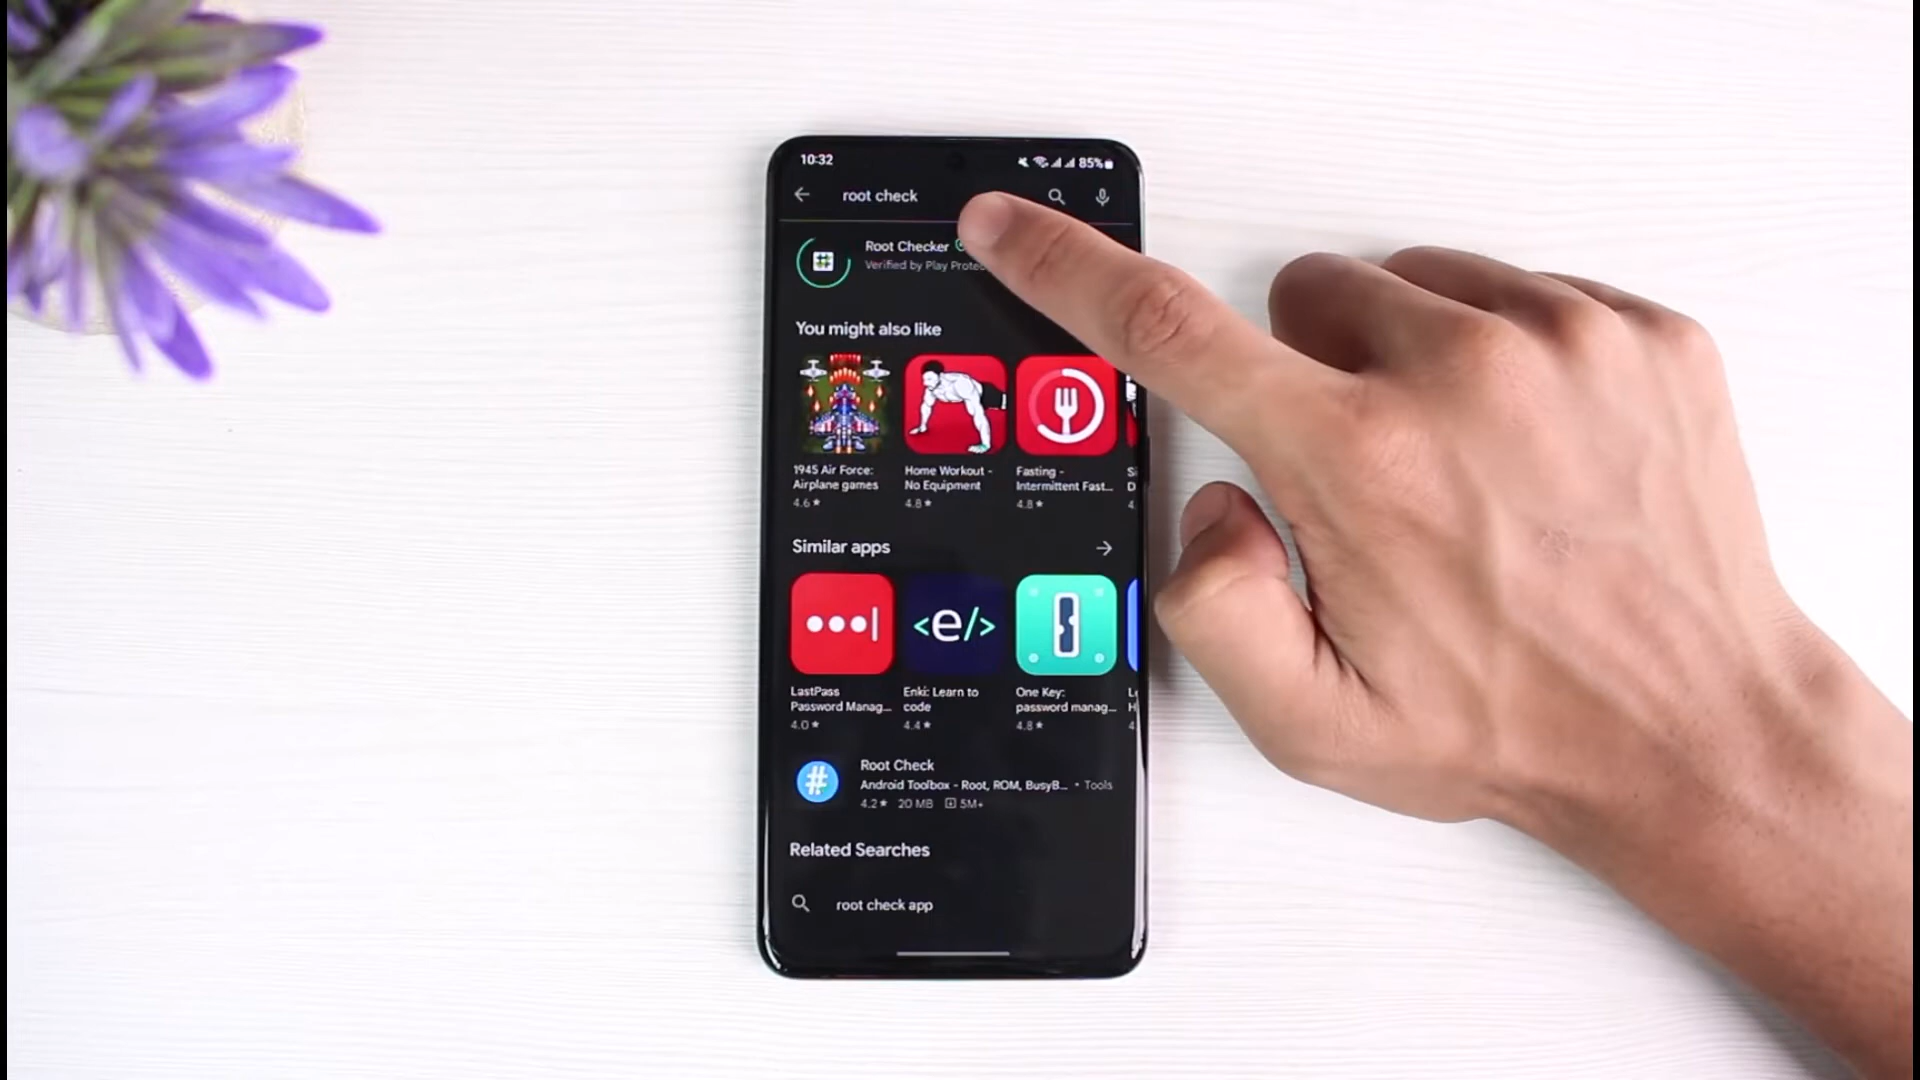 10:32
85%
root check
Root Checker
Verified by Play
You might also like
1945 Air Force:
Airplane games
4.6★
Home Workout -
No Equipment
4.8★
Fasting -
Intermittent Fast...
4.8★
Similar apps
<e/>
LastPass
Password Manag...
4.0★
Enki: Learn to
code
4.4★
One Key:
password manag...
4.8★
#
Root Check
Android Toolbox - Root, ROM, BusyB... • Tools
4.2★ 20 MB 5M+
Related Searches
root check app